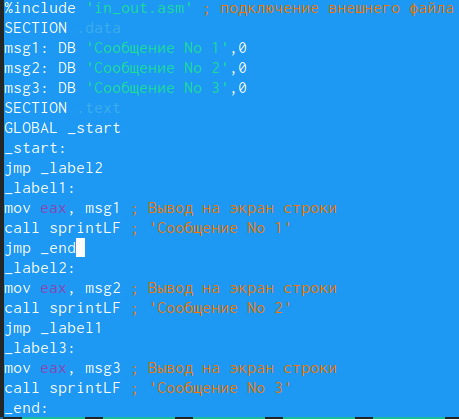 %include 'in_out.asm' ; подключение внешнего файла
SECTION .data
msg1: DB 'Сообщение No 1',0
msg2: DB 'Сообщение No 2',0
msg3: DB 'Сообщение No 3',0
SECTION .text
GLOBAL _start
_start:
jmp _label2
_label1:
mov eax, msg1 ; Вывод на экран строки
call sprintLF ; 'Сообщение No 1'
jmp _end
_label2:
mov eax, msg2 ; Вывод на экран строки
call sprintLF ; 'Сообщение No 2'
jmp _label1
_label3:
mov eax, msg3 ; Вывод на экран строки
call sprintLF ; 'Сообщение No 3'
_end: